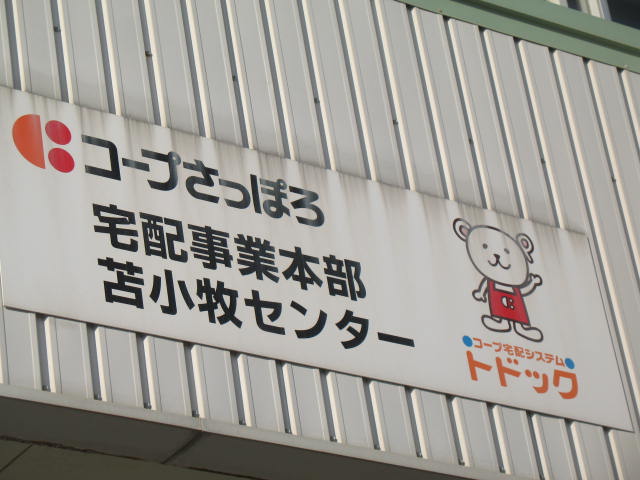 コープさっぽろ
宅配事業本部
苫小牧センター
コープ宅配システム
トドック